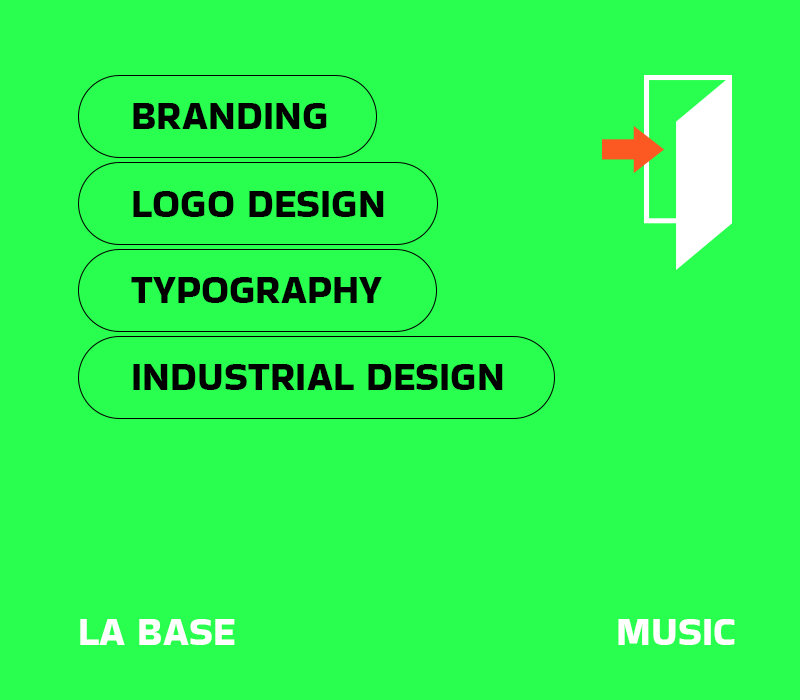 BRANDING
LOGO DESIGN
TYPOGRAPHY
INDUSTRIAL DESIGN
LA BASE
MUSIC